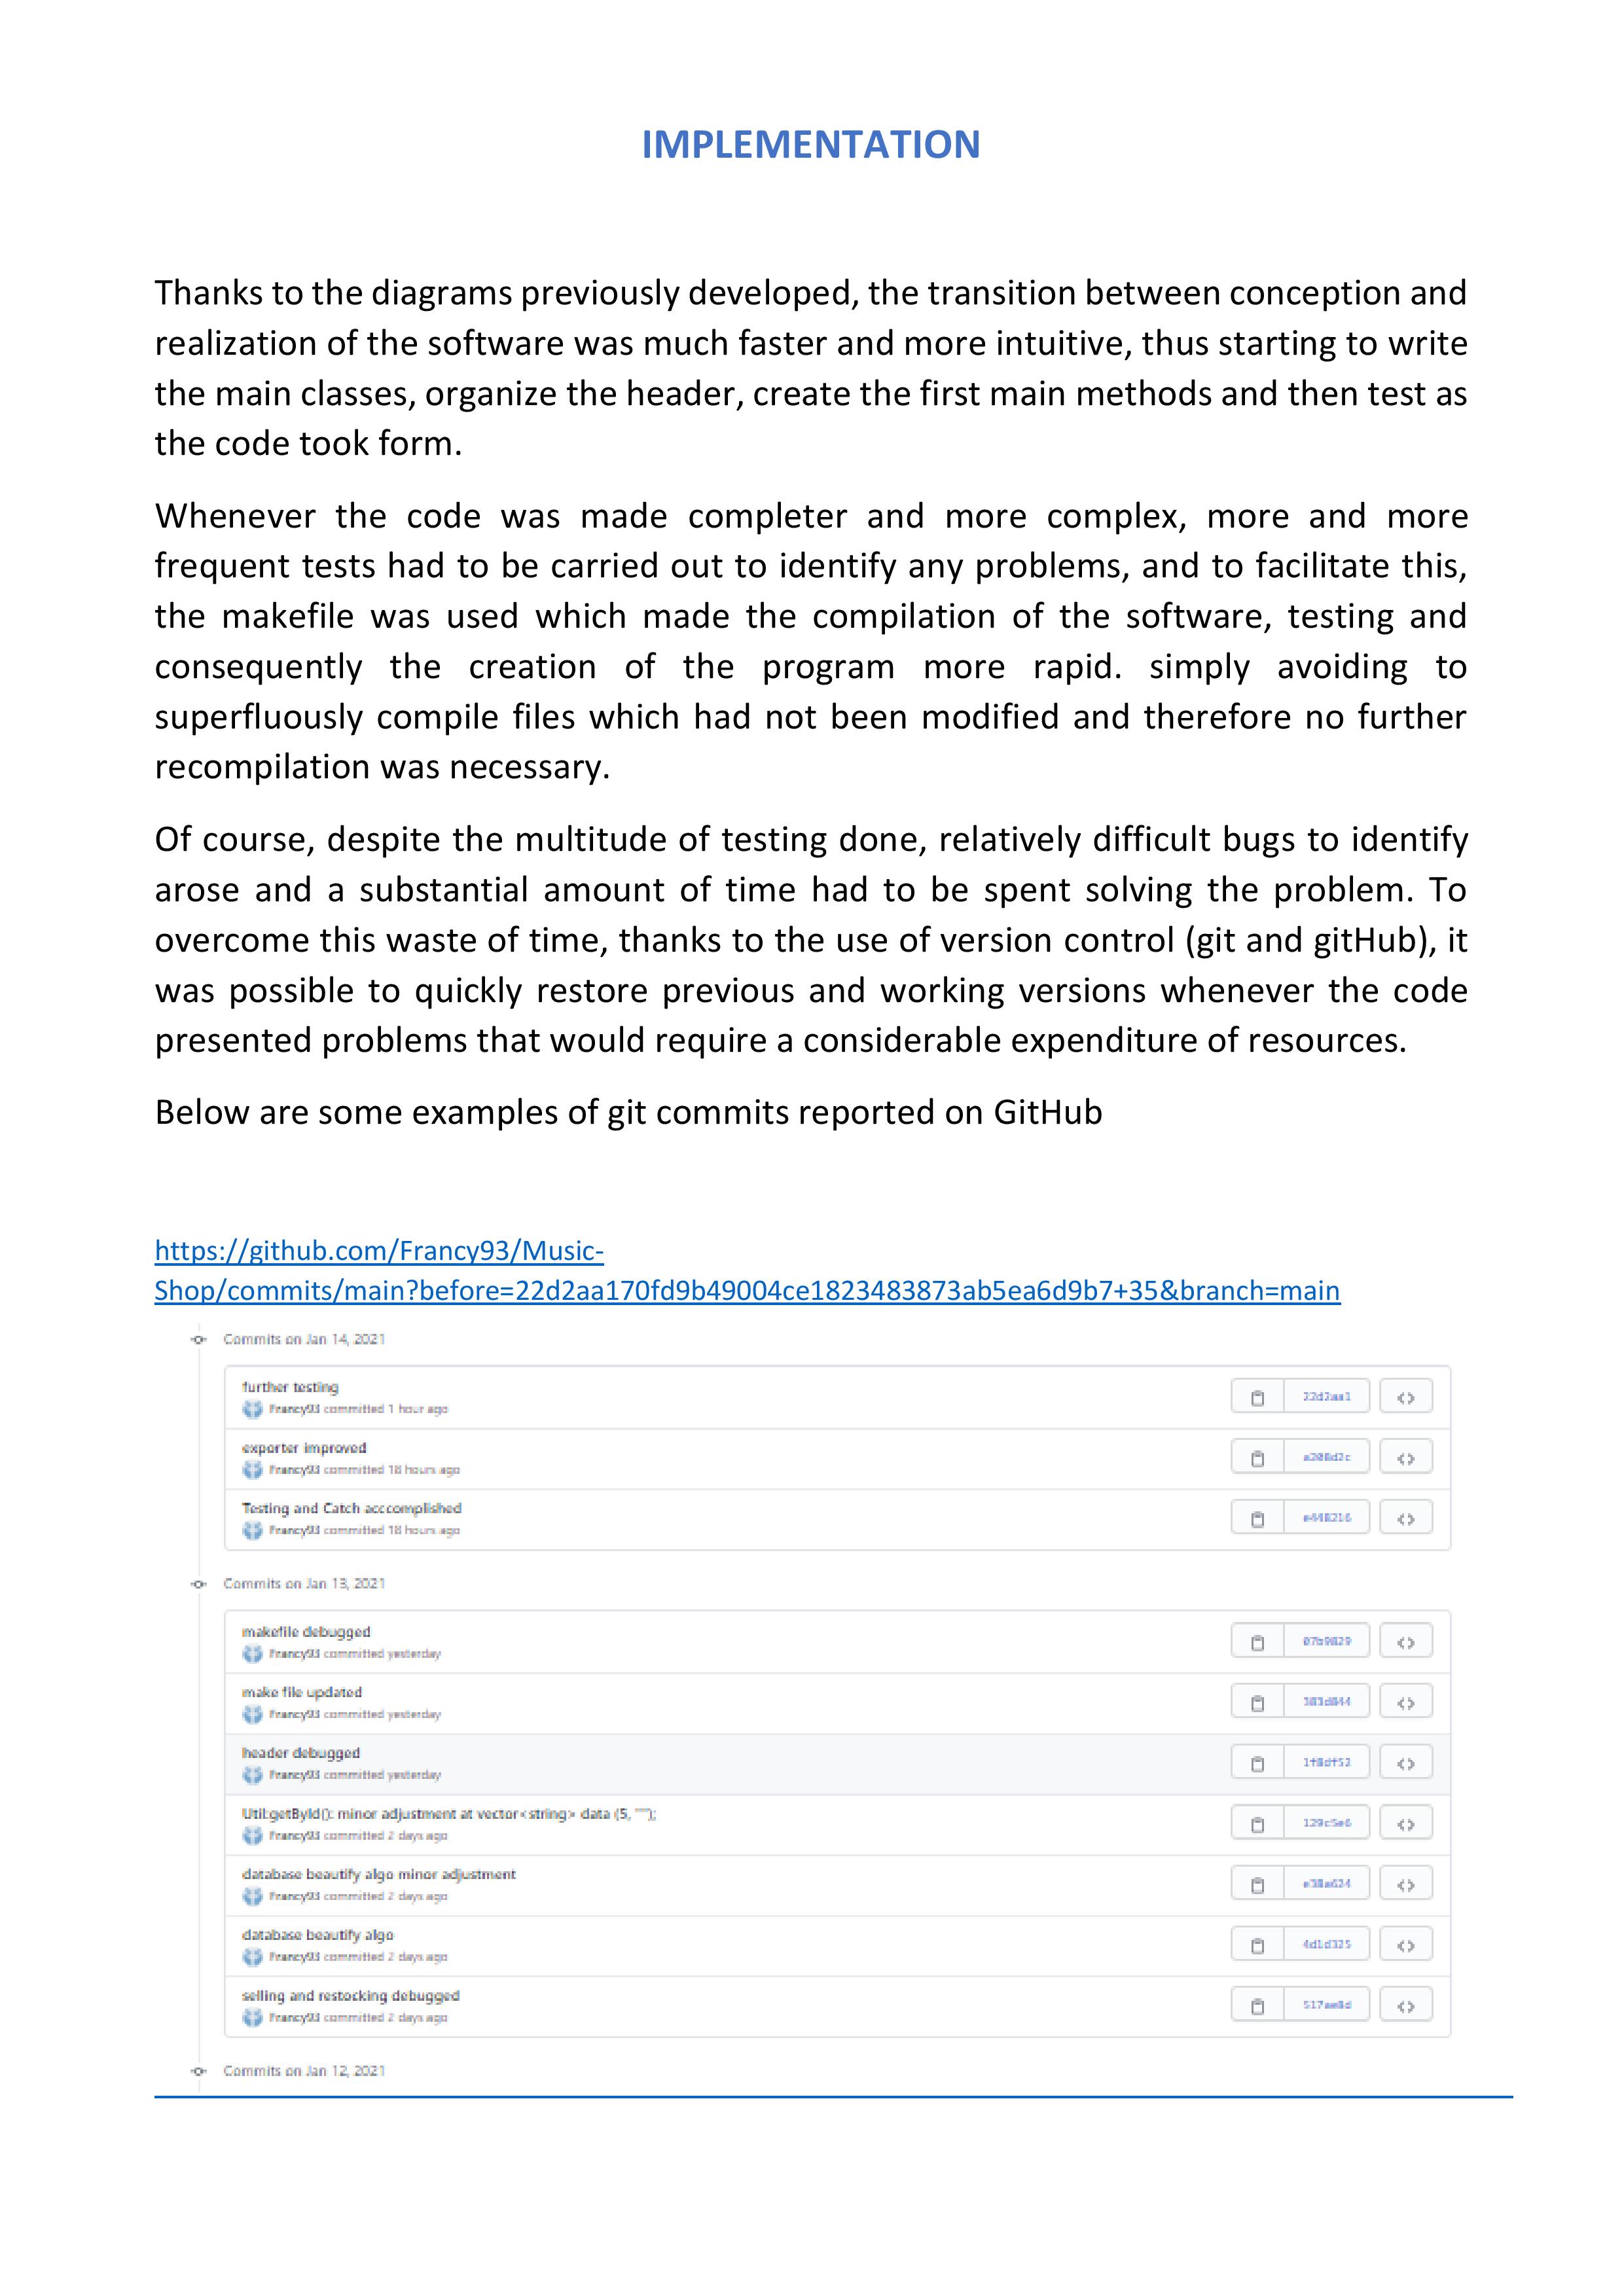 IMPLEMENTATION
Thanks to the diagrams previously developed, the transition between conception and
realization of the software was much faster and more intuitive, thus starting to write
the main classes, organize the header, create the first main methods and then test as
the code took form.
Whenever the code was made completer and more complex, more and more
frequent tests had to be carried out to identify any problems, and to facilitate this,
the makefile was used which made the compilation of the software, testing and
consequently the creation of the program more rapid. simply avoiding to
superfluously compile files which had not been modified and therefore no further
recompilation was necessary.
Of course, despite the multitude of testing done, relatively difficult bugs to identify
arose and a substantial amount of time had to be spent solving the problem. To
overcome this waste of time, thanks to the use of version control (git and gitHub), it
was possible to quickly restore previous and working versions whenever the code
presented problems that would require a considerable expenditure of resources.
Below are some examples of git commits reported on GitHub
https://github.com/Francy93/Music-
Shop/commits/main?before=22d2aa170fd9b49004ce1823483873ab5ea6d9b7+35&branch=main
Commits on Jan 14, 2021
further testing
22d2aa1
Francy93 committed 1 hour ago
exporter improved
Francy93 committed 18 hours ago
Testing and Catch acccomplished
e448216
Francy93 committed 18 hours ago
Commits on Jan 13, 2021
makefile debugged
07b9829
Francy93 committed yesterday
make file updated
Francy93 committed yesterday
header debugged
1f8df52
Francy93 committed yesterday
Util:getById(): minor adjustment at vector<string> data (5, "");
129c5e6
Francy93 committed 2 days ago
database beautify algo minor adjustment
Francy93 committed 2 days ago
database beautify algo
4d1d325
Francy93 committed 2 days ago
selling and restocking debugged
517ae8d
Francy93 committed 2 days ago
Commits on Jan 12, 2021